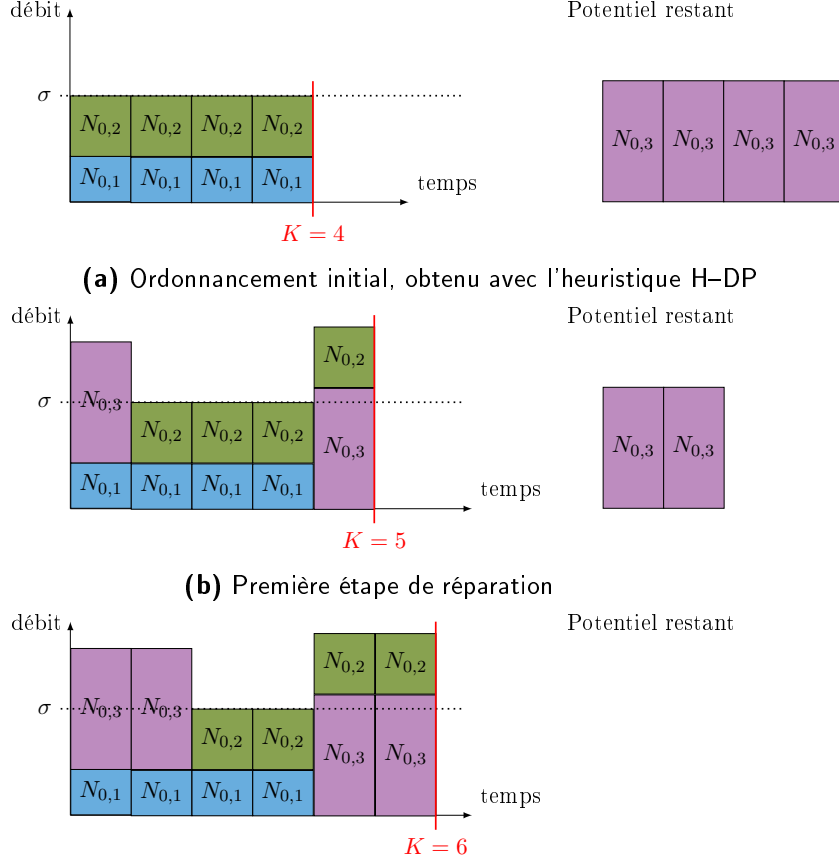 débit
Potentiel restant
σ
N0,2 N0,2 N0,2 N0,2
N0,3 N0,3 N0,3 N0,3
N0,1 N0,1 N0,1 N0,1
temps
K = 4
(a) Ordonnancement initial, obtenu avec l'heuristique H–DP
débit
Potentiel restant
N0,2
σ
N0,3
N0,2 N0,2 N0,2
N0,3
N0,3 N0,3
N0,1 N0,1 N0,1 N0,1
temps
K = 5
(b) Première étape de réparation
débit
Potentiel restant
N0,2 N0,2
σ
N0,3 N0,3
N0,2 N0,2
N0,3 N0,3
N0,1 N0,1 N0,1 N0,1
temps
K = 6